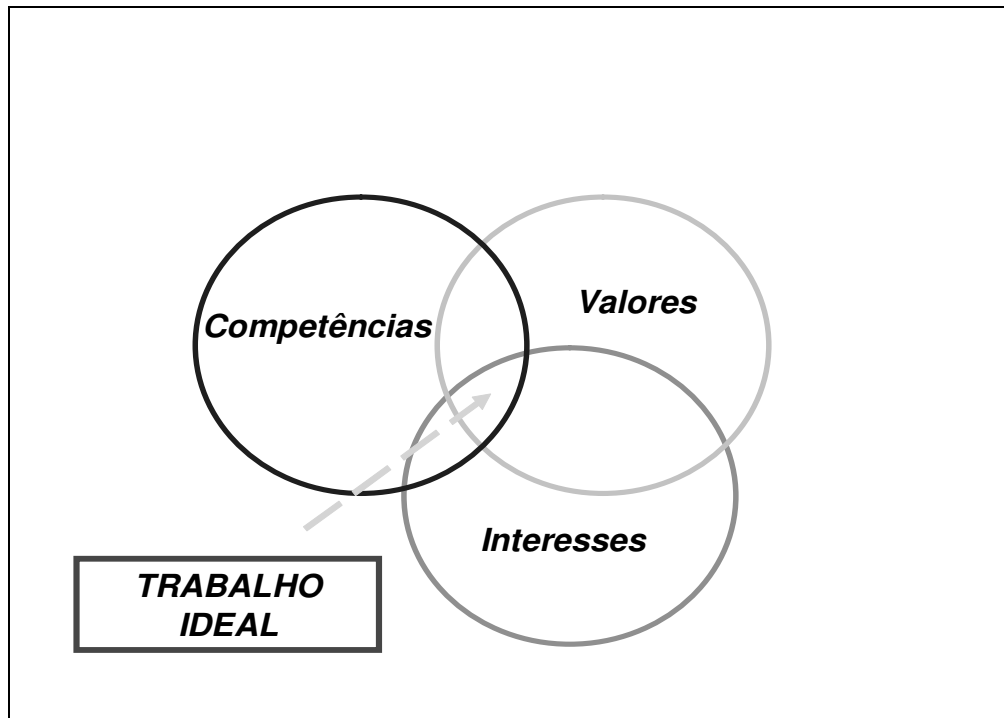 Competências
Valores
Interesses
TRABALHO
IDEAL